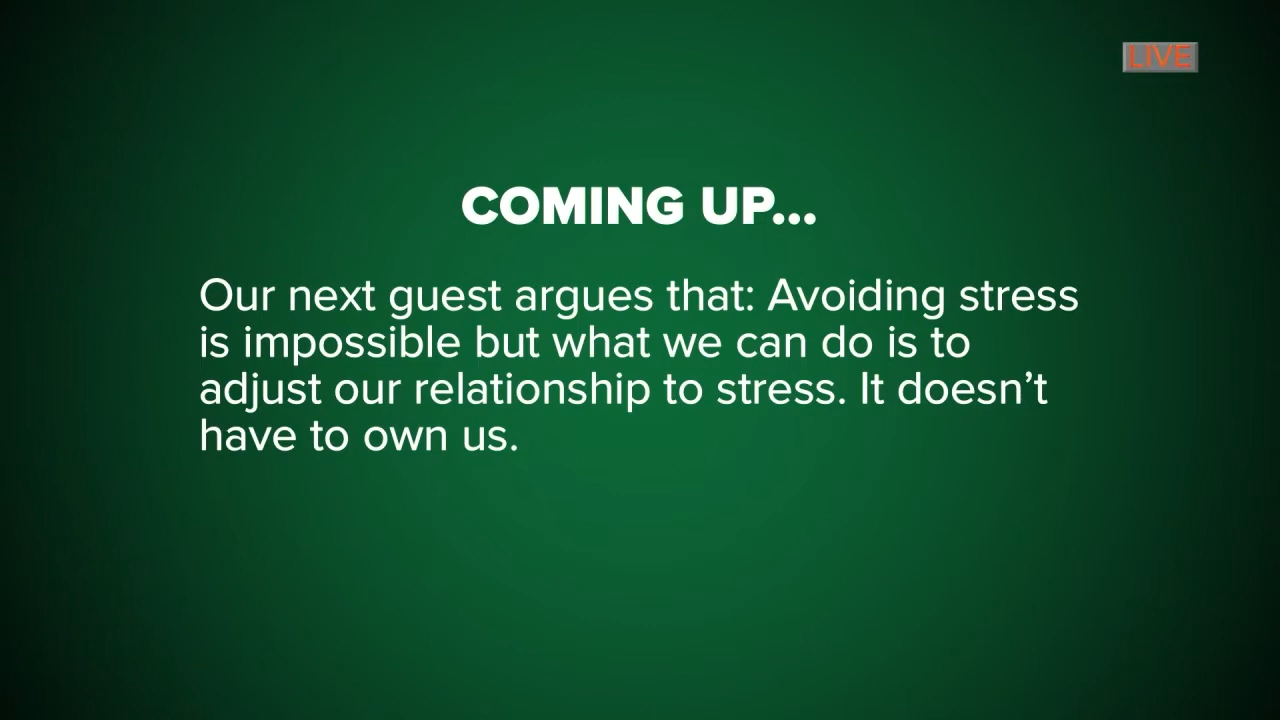 LIVE
COMING UP...
Our next guest argues that: Avoiding stress
is impossible but what we can do is to
adjust our relationship to stress. It doesn’t
have to own us.